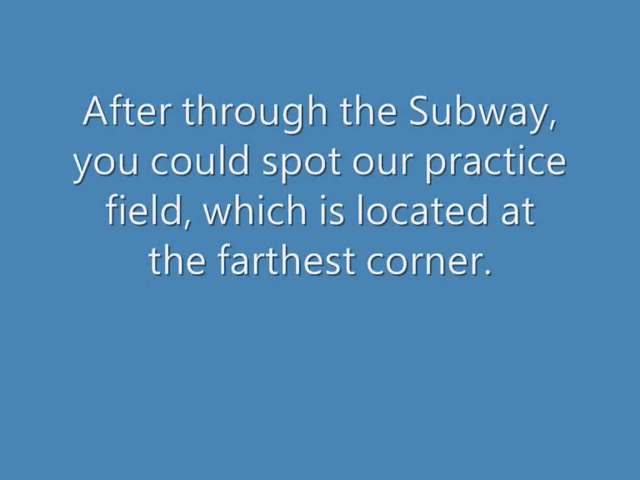 After through the Subway,
you could spot our practice
field, which is located at
the farthest corner.